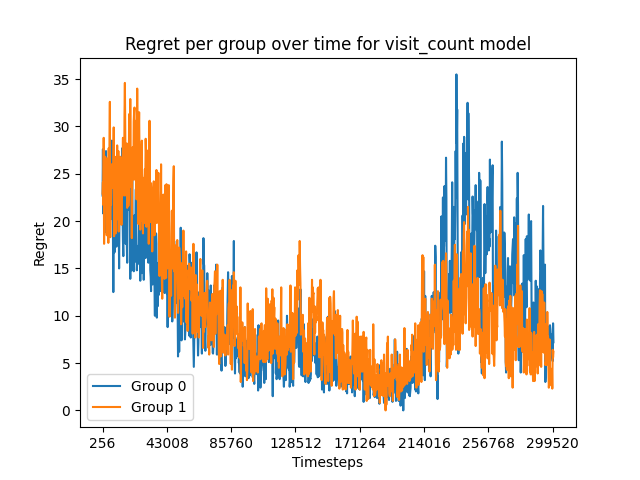 Regret per group over time for visit_count model
Regret
35
30
25
20
15
10
5
0
Group 0
Group 1
256 43008 85760 128512 171264 214016 256768 299520
Timesteps